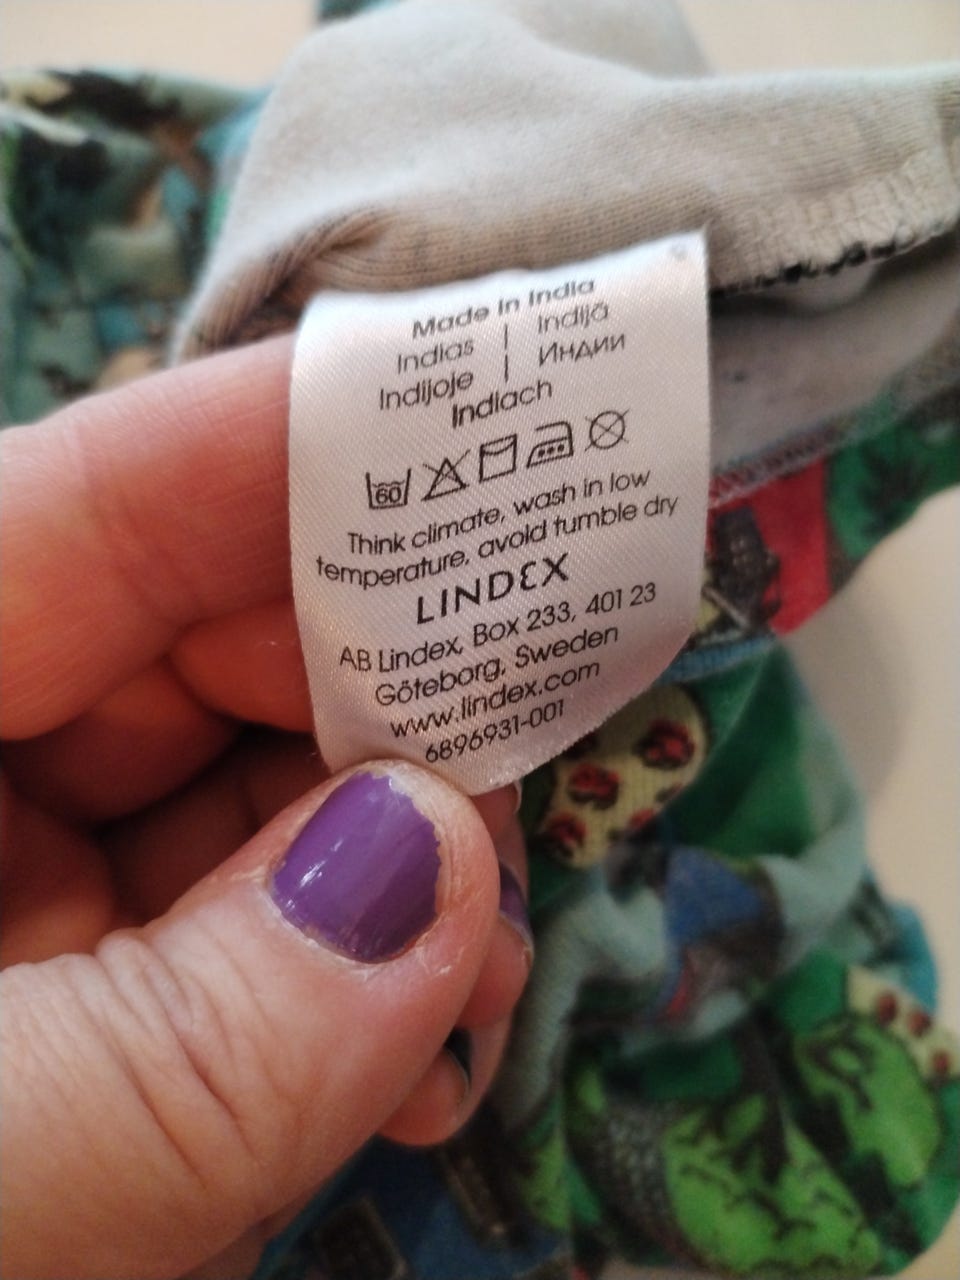 Made in India
Indias | Indijā
Indijoje | Индии
Indiach
60
Think climate, wash in low
temperature, avoid tumble dry
LINDEX
AB Lindex, Box 233, 401 23
Göteborg, Sweden
www.lindex.com
6896931-001